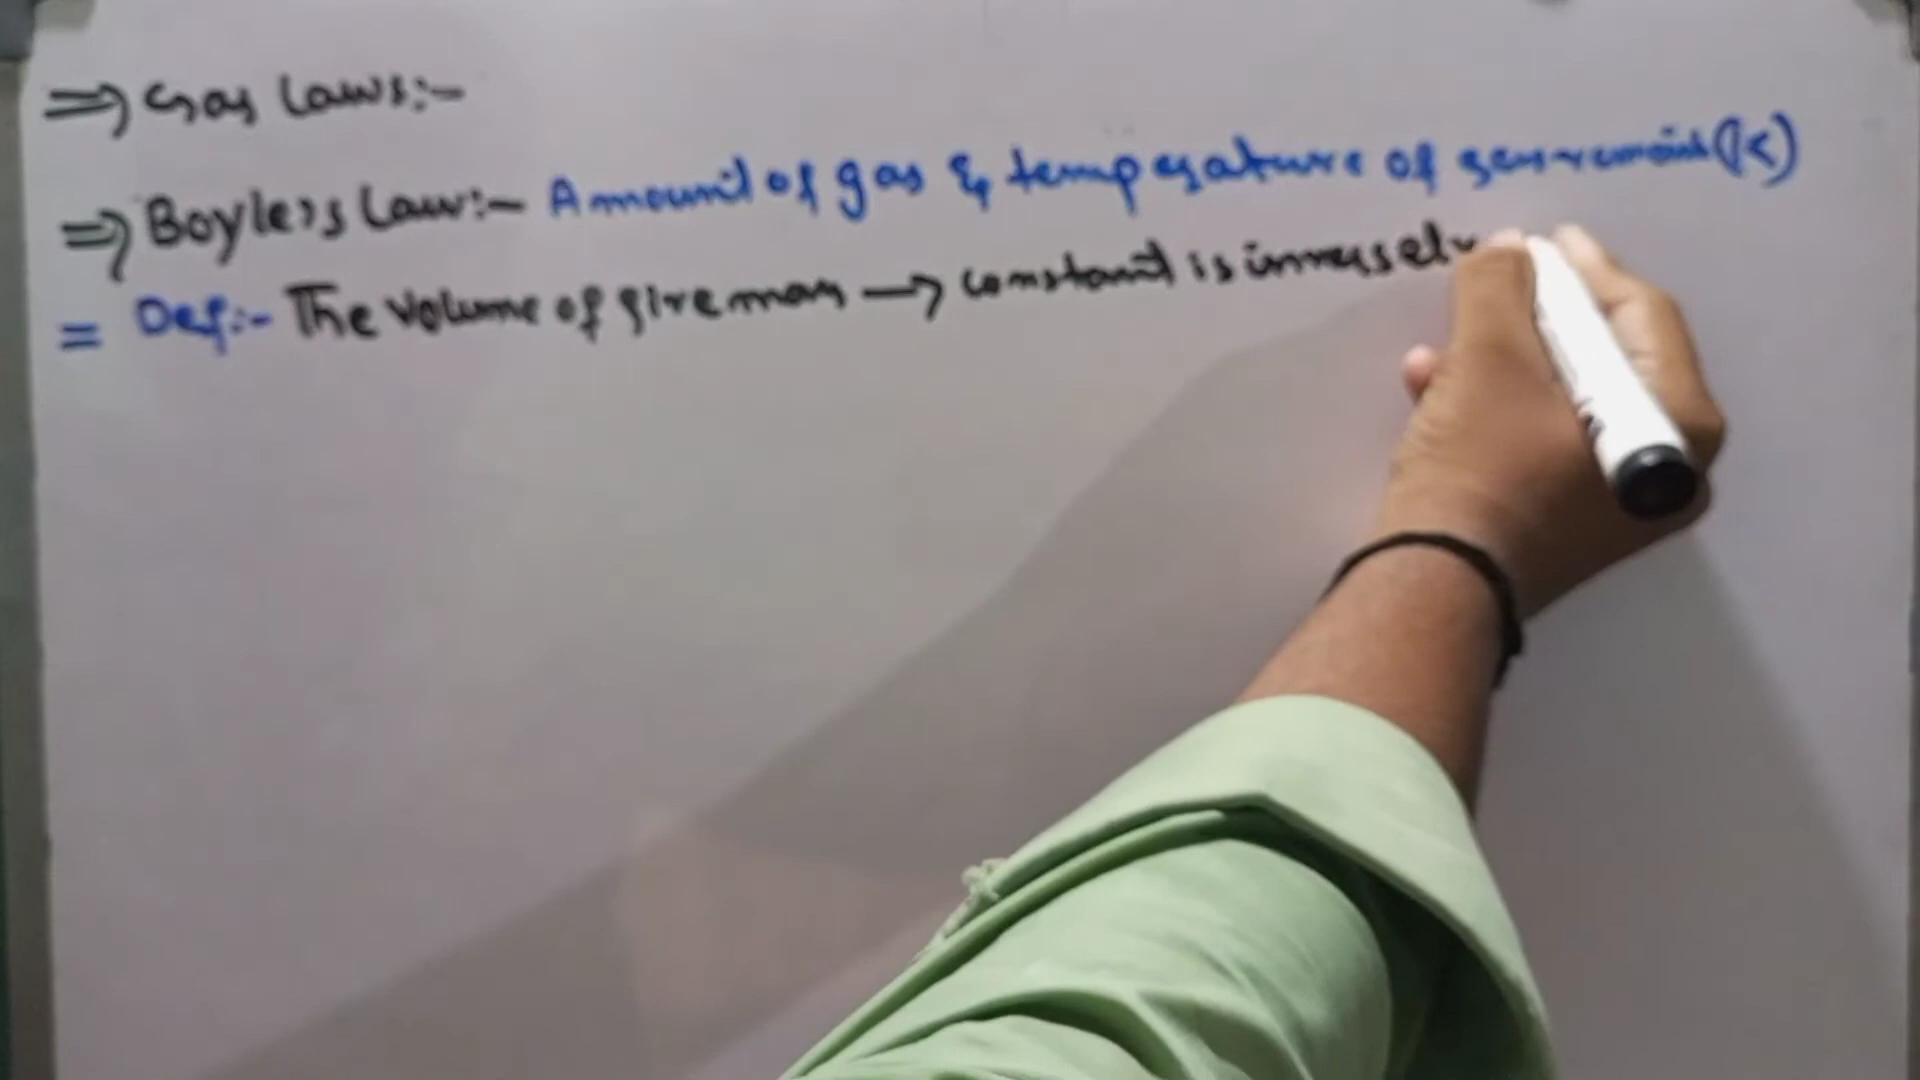 ⇒ Gas Laws:-
⇒ Boyle's Law:- Amount of gas & temperature of gas remain (K)
= Def:- The volume of give mass → constant is inversely